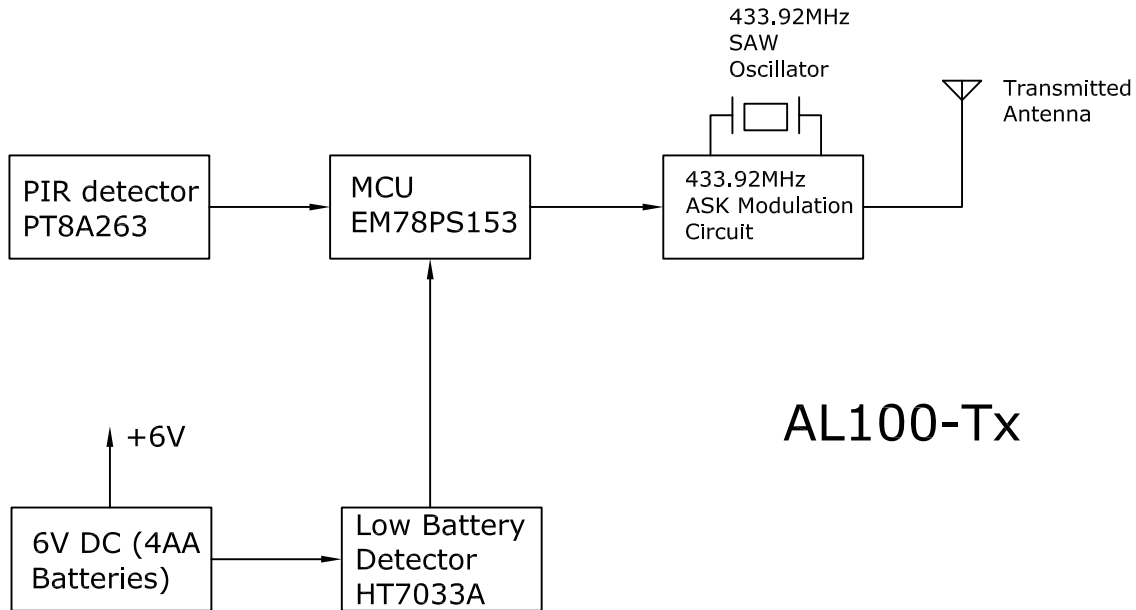 433.92MHz
SAW
Oscillator
Transmitted
Antenna
PIR detector
PT8A263
MCU
EM78PS153
433.92MHz
ASK Modulation
Circuit
AL100-Tx
+6V
6V DC (4AA
Batteries)
Low Battery
Detector
HT7033A